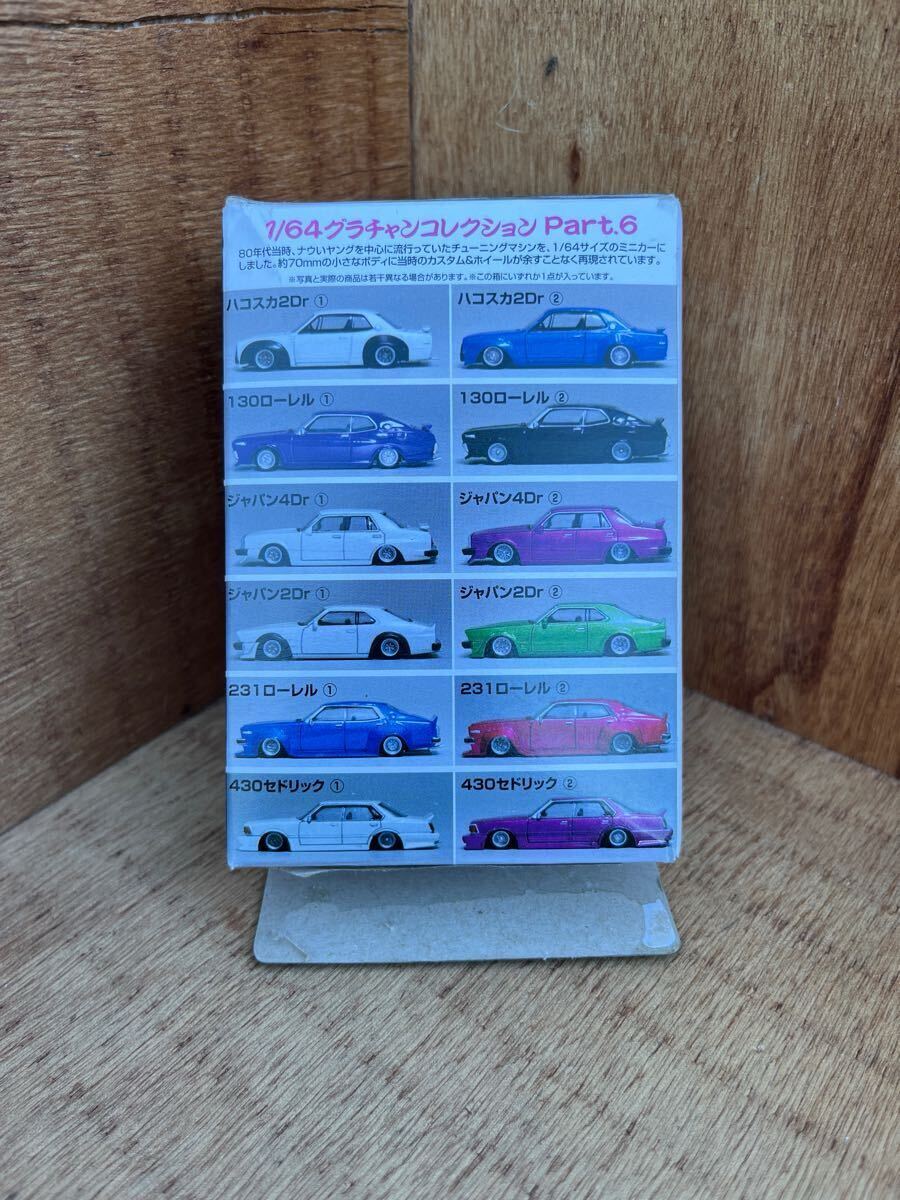 1/64グラチャンコレクション Part.6
80年代当時、ナウいヤングを中心に流行っていたチューニングマシンを、1/64サイズのミニカーに
しました。約70mmの小さなボディに当時のカスタム&ホイールが余すことなく再現されています。
※写真と実際の商品は若干異なる場合があります。※この箱にいずれか1点が入っています。
ハコスカ2Dr ①
ハコスカ2Dr ②
130ローレル ①
130ローレル ②
ジャパン4Dr ①
ジャパン4Dr ②
ジャパン2Dr ①
ジャパン2Dr ②
231ローレル ①
231ローレル ②
430セドリック ①
430セドリック ②